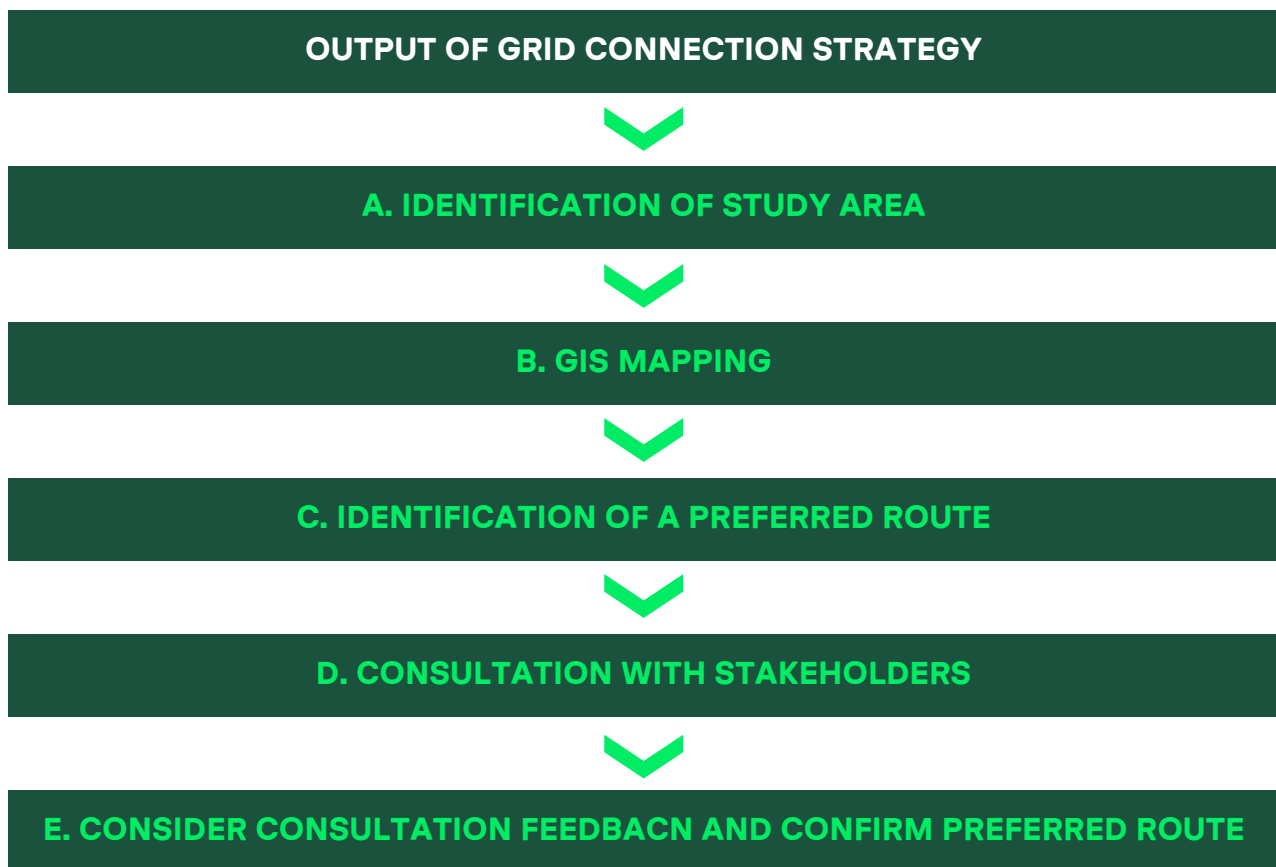 OUTPUT OF GRID CONNECTION STRATEGY
A. IDENTIFICATION OF STUDY AREA
B. GIS MAPPING
C. IDENTIFICATION OF A PREFERRED ROUTE
D. CONSULTATION WITH STAKEHOLDERS
E. CONSIDER CONSULTATION FEEDBACN AND CONFIRM PREFERRED ROUTE